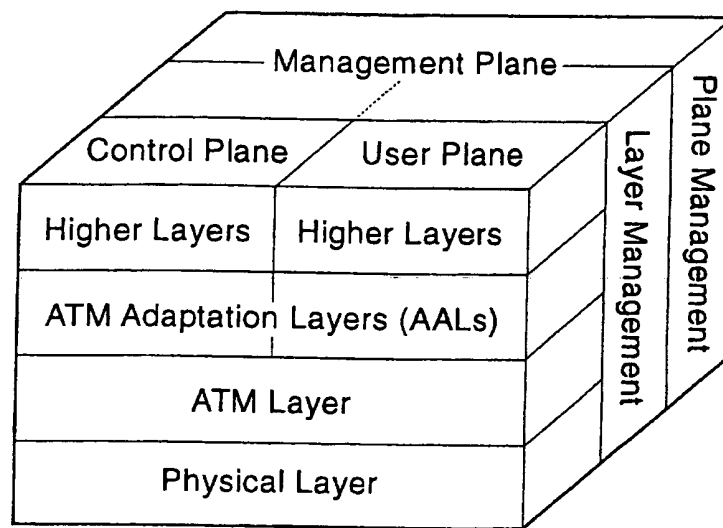 Management Plane
Control Plane
User Plane
Higher Layers
Higher Layers
ATM Adaptation Layers (AALs)
ATM Layer
Physical Layer
Layer Management
Plane Management